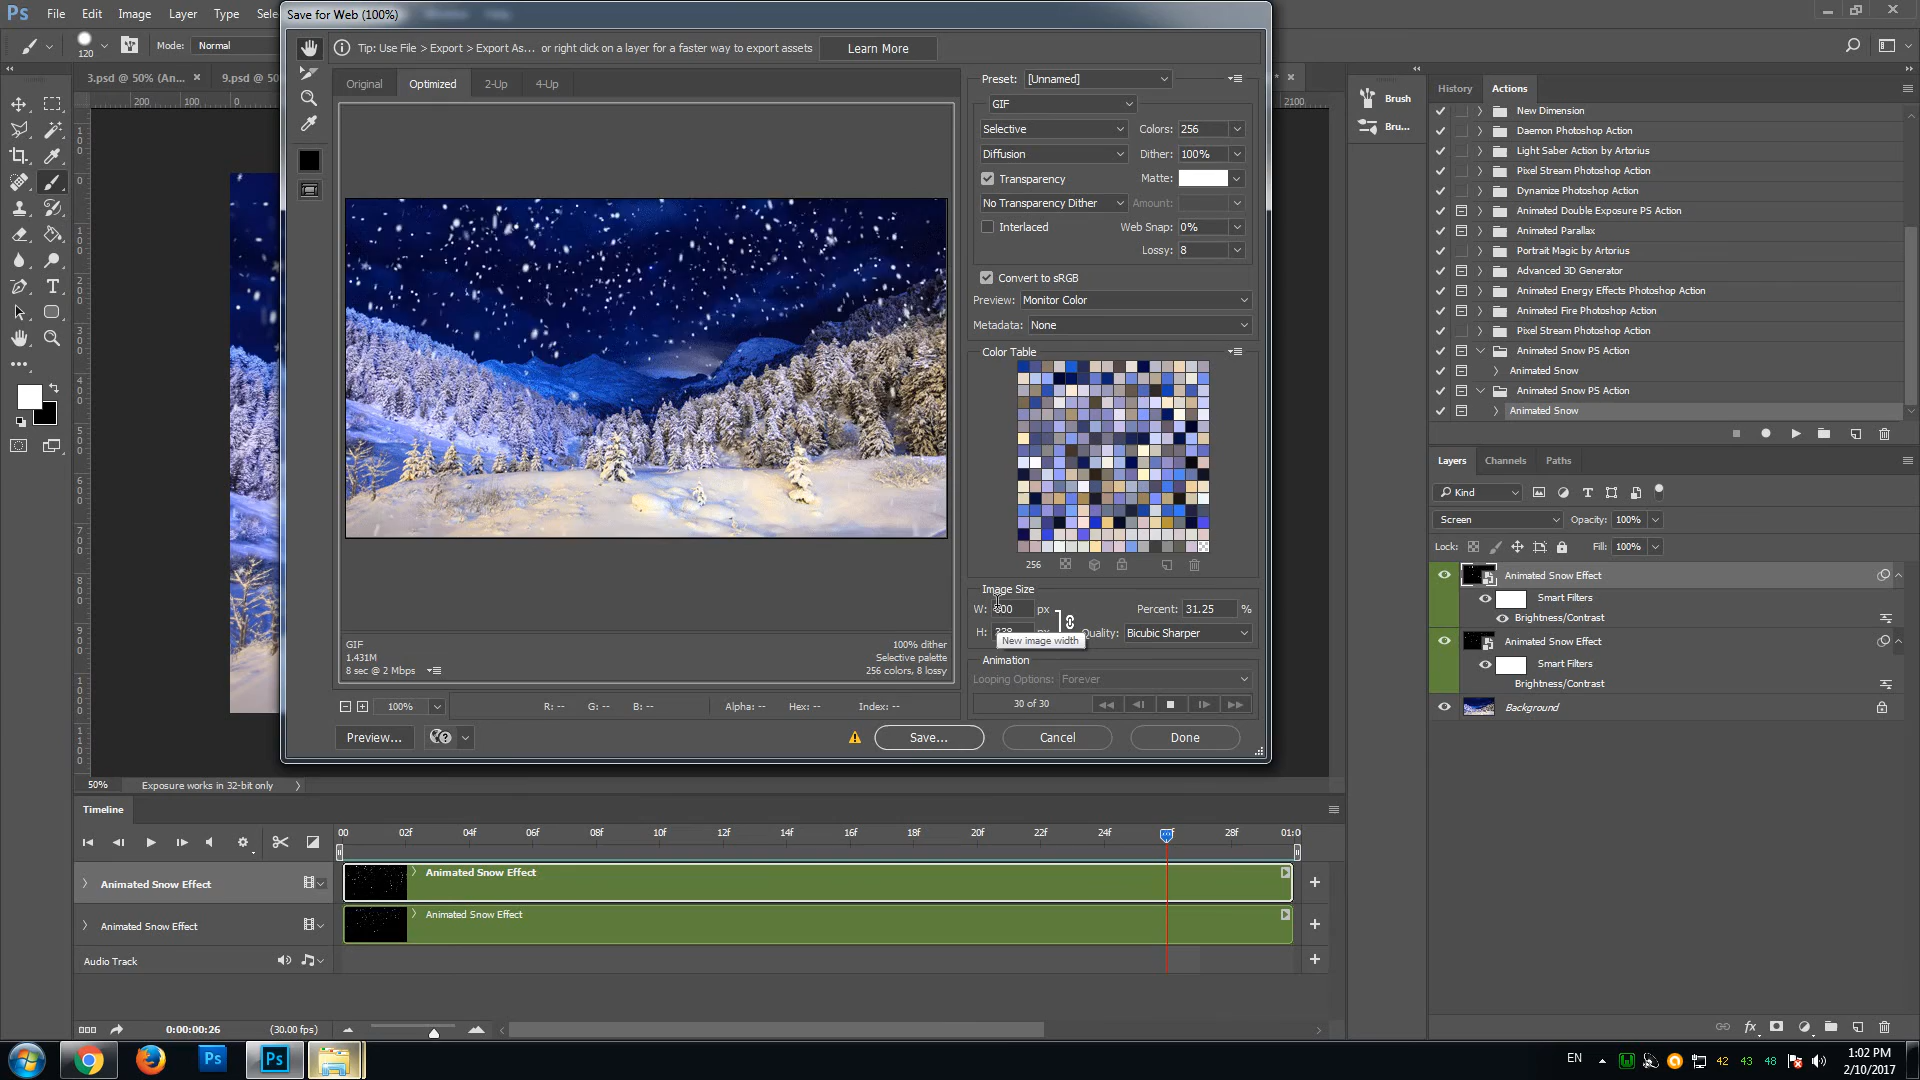 Ps File Edit Image Layer Type Sele
Save for Web (100%)
120 Mode: Normal
Tip: Use File > Export > Export As... or right click on a layer for a faster way to export assets
Learn More
3.psd @ 50% (An... × 9.psd @ 50
200 100 0
2100
Original Optimized 2-Up 4-Up
Preset: [Unnamed]
GIF
Selective Colors: 256
Diffusion Dither: 100%
Transparency Matte:
No Transparency Dither Amount:
Interlaced Web Snap: 0%
Lossy: 8
Convert to sRGB
Preview: Monitor Color
Metadata: None
Color Table
256
Image Size
W: px Percent: 31.25 %
H: Quality: Bicubic Sharper
New image width
Animation
Looping Options: Forever
30 of 30
GIF
1.431M
8 sec @ 2 Mbps
100% dither
Selective palette
256 colors, 8 lossy
100% R: -- G: -- B: -- Alpha: -- Hex: -- Index: --
Preview... Save... Cancel Done
Brush
Bru...
History Actions
New Dimension
Daemon Photoshop Action
Light Saber Action by Artorius
Pixel Stream Photoshop Action
Dynamize Photoshop Action
Animated Double Exposure PS Action
Animated Parallax
Portrait Magic by Artorius
Advanced 3D Generator
Animated Energy Effects Photoshop Action
Animated Fire Photoshop Action
Pixel Stream Photoshop Action
Animated Snow PS Action
Animated Snow
Animated Snow PS Action
Animated Snow
Layers Channels Paths
Kind
Screen Opacity: 100%
Lock: Fill: 100%
Animated Snow Effect
Smart Filters
Brightness/Contrast
Animated Snow Effect
Smart Filters
Brightness/Contrast
Background
50% Exposure works in 32-bit only
Timeline
00 02f 04f 06f 08f 10f 12f 14f 16f 18f 20f 22f 24f 28f 01:0
Animated Snow Effect Animated Snow Effect
Animated Snow Effect Animated Snow Effect
Audio Track
0:00:00:26 (30.00 fps)
Ps Ps EN 42 43 48 1:02 PM
2/10/2017